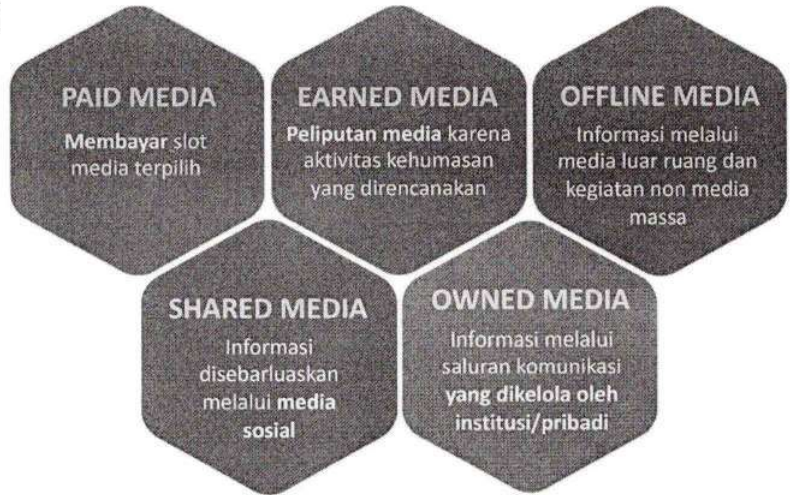 PAID MEDIA
Membayar slot
media terpilih
EARNED MEDIA
Peliputan media karena
aktivitas kehumasan
yang direncanakan
OFFLINE MEDIA
Informasi melalui
media luar ruang dan
kegiatan non media
massa
SHARED MEDIA
Informasi
disebarluaskan
melalui media
sosial
OWNED MEDIA
Informasi melalui
saluran komunikasi
yang dikelola oleh
institusi/pribadi